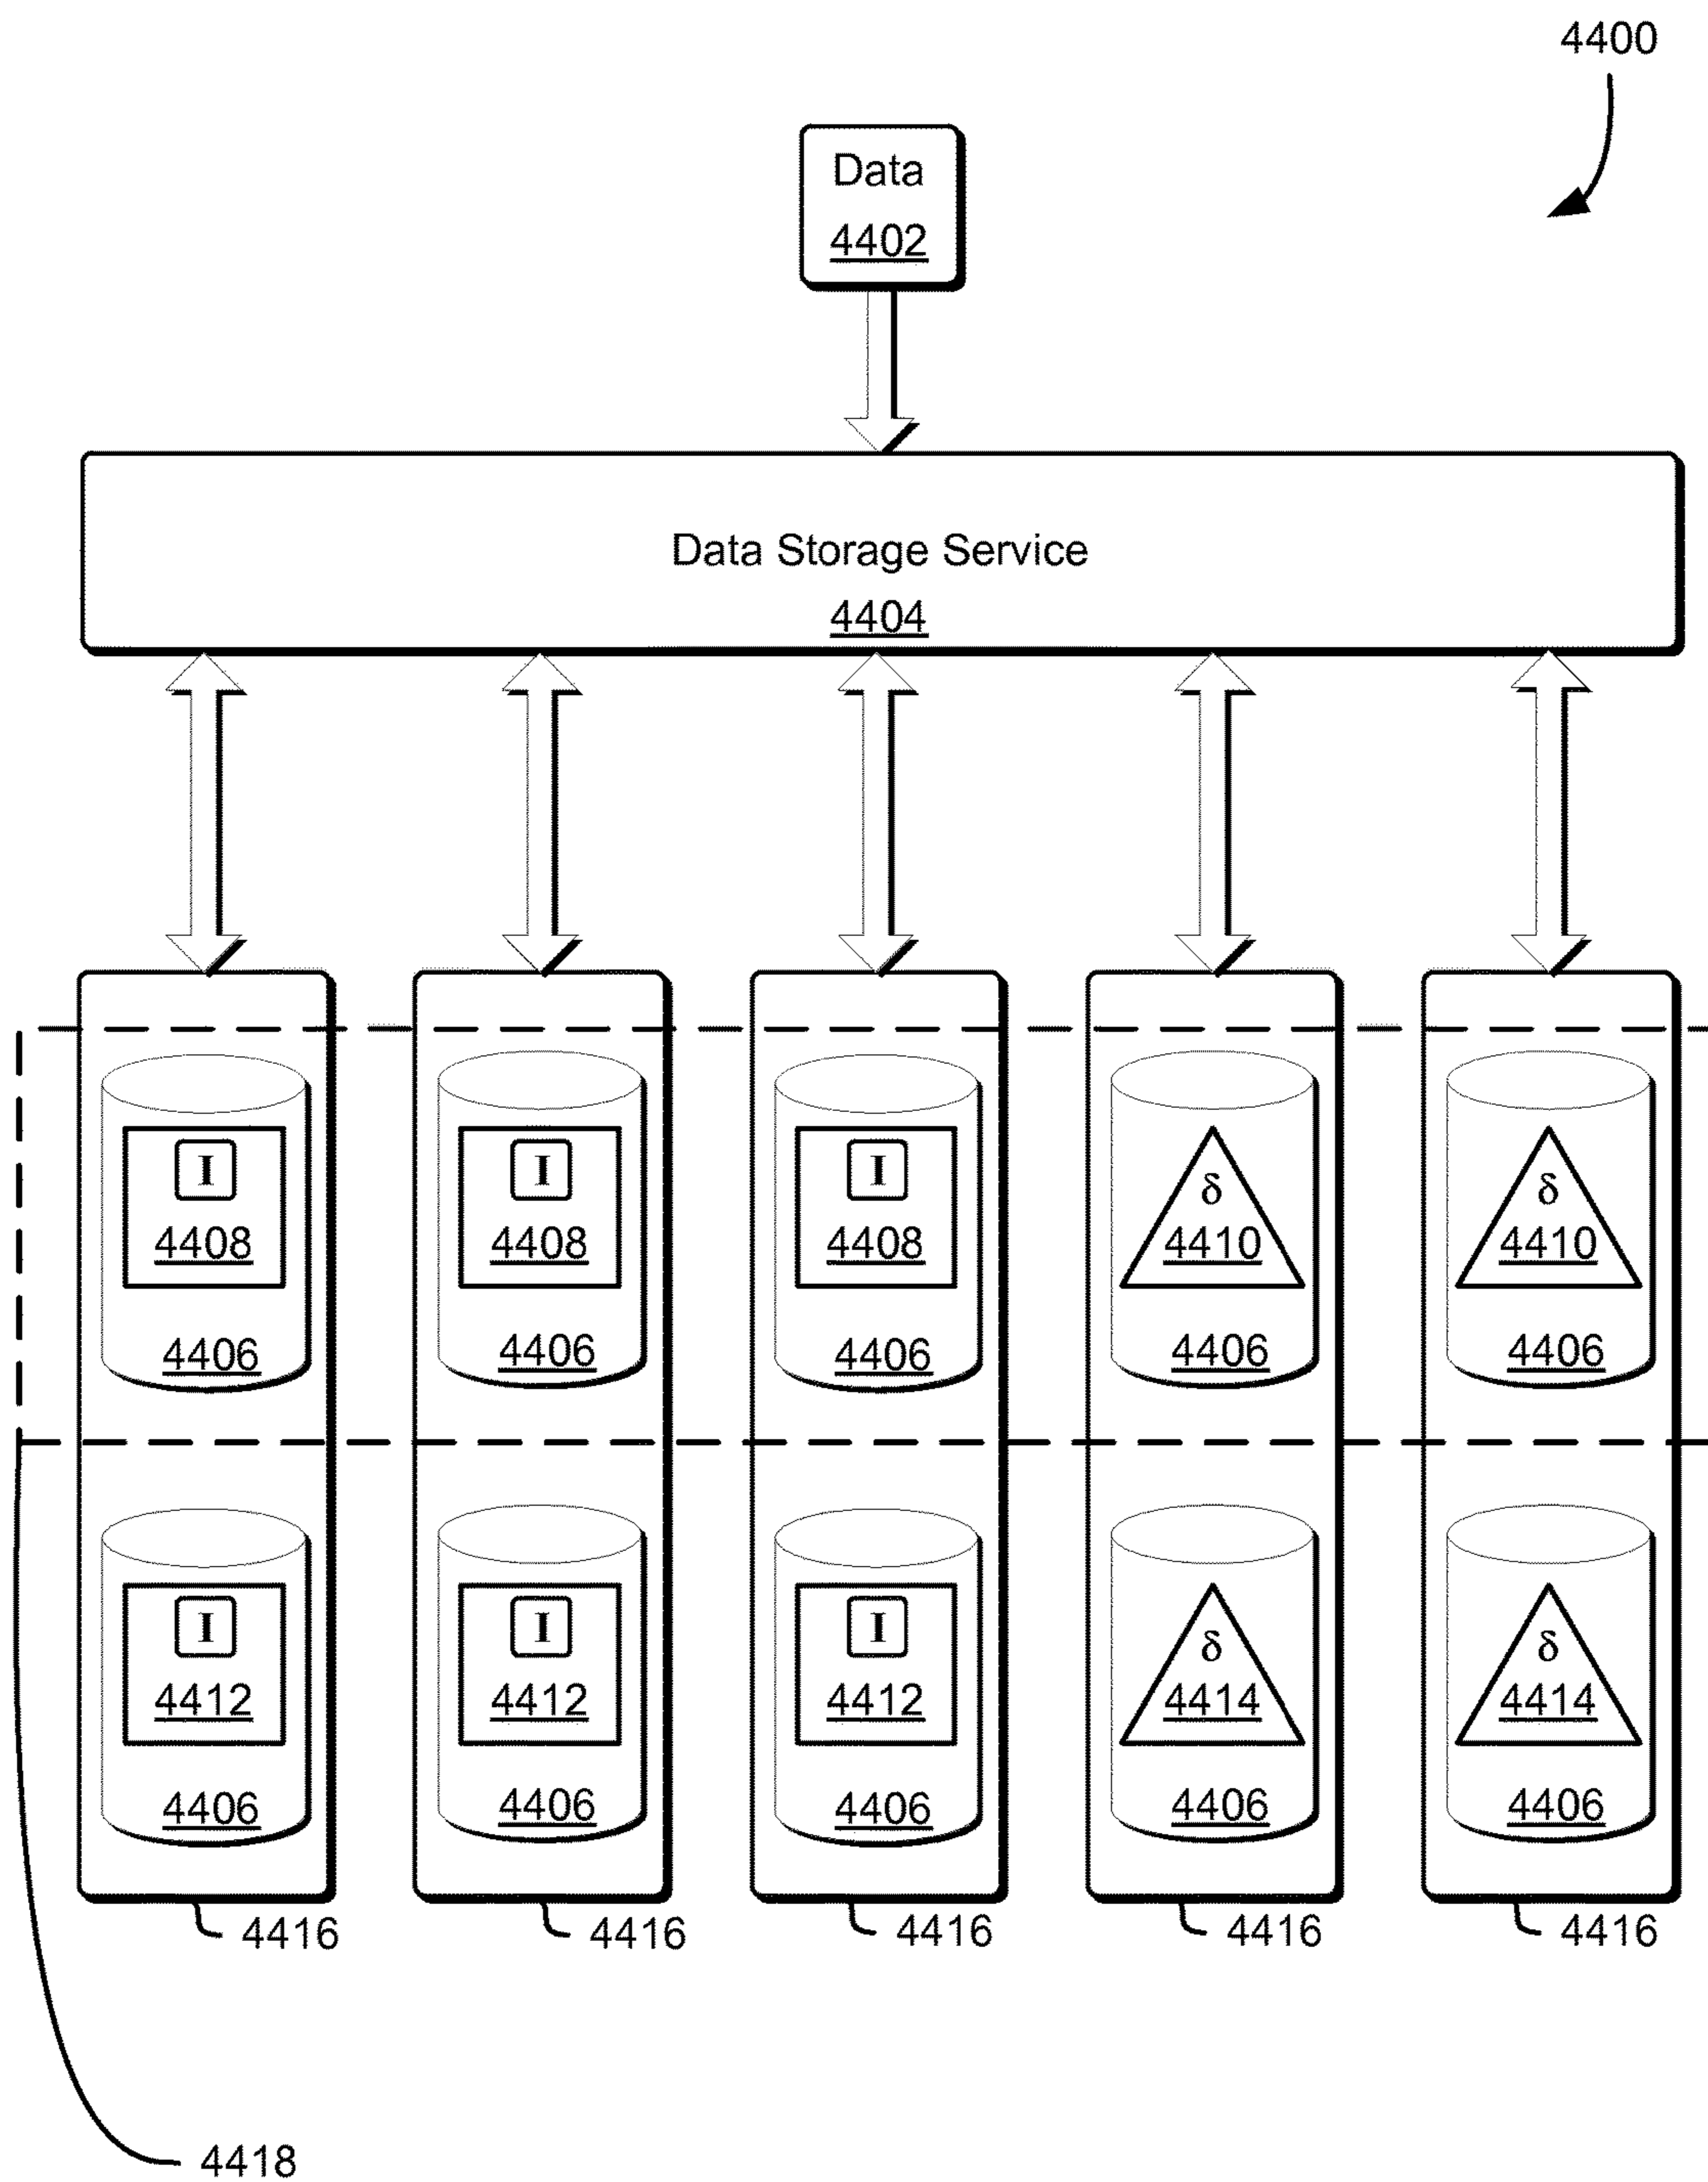 4400
Data
4402
Data Storage Service
4404
I I I δ δ
4408 4408 4408 4410 4410
4406 4406 4406 4406 4406
I I I δ δ
4412 4412 4412 4414 4414
4406 4406 4406 4406 4406
4416 4416 4416 4416 4416
4418